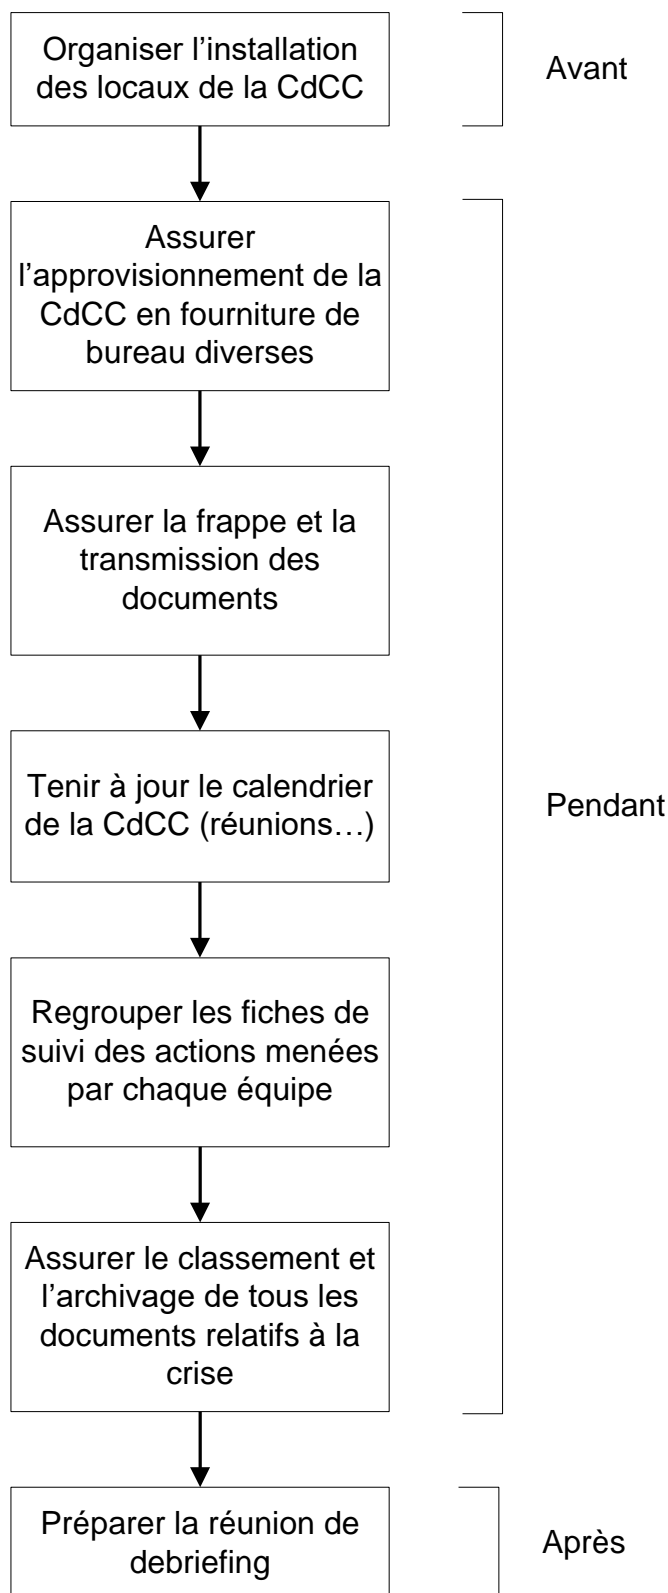 Organiser l’installation
des locaux de la CdCC
Avant
Assurer
l’approvisionnement de la
CdCC en fourniture de
bureau diverses
Assurer la frappe et la
transmission des
documents
Tenir à jour le calendrier
de la CdCC (réunions…)
Pendant
Regrouper les fiches de
suivi des actions menées
par chaque équipe
Assurer le classement et
l’archivage de tous les
documents relatifs à la
crise
Préparer la réunion de
debriefing
Après